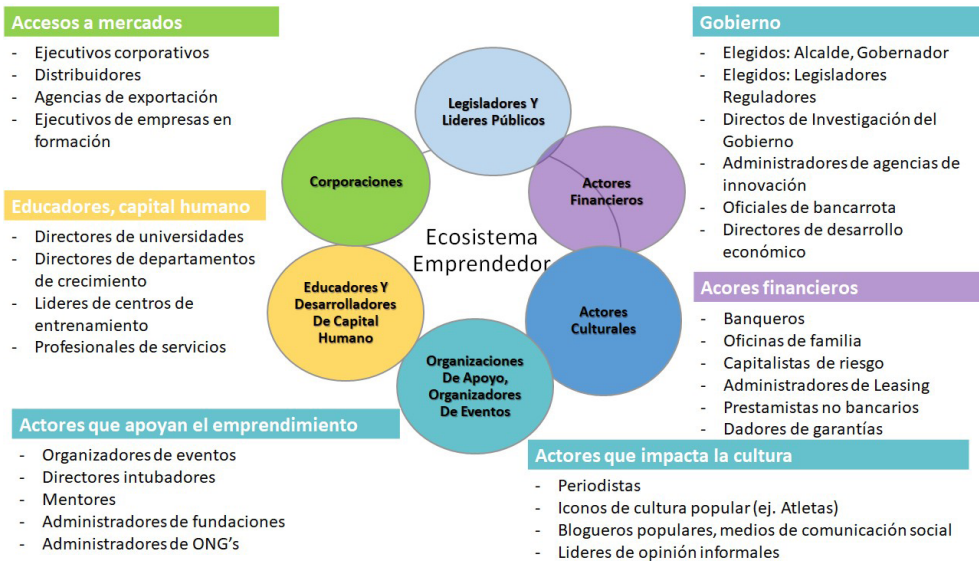 Accesos a mercados
- Ejecutivos corporativos
- Distribuidores
- Agencias de exportación
- Ejecutivos de empresas en
formación
Educadores, capital humano
- Directores de universidades
- Directores de departamentos
de crecimiento
- Lideres de centros de
entrenamiento
- Profesionales de servicios
Actores que apoyan el emprendimiento
- Organizadores de eventos
- Directores intubadores
- Mentores
- Administradores de fundaciones
- Administradores de ONG's
Legisladores Y
Lideres Públicos
Corporaciones
Actores
Financieros
Ecosistema
Emprendedor
Educadores Y
Desarrolladores
De Capital
Humano
Actores
Culturales
Organizaciones
De Apoyo,
Organizadores
De Eventos
Gobierno
- Elegidos: Alcalde, Gobernador
- Elegidos: Legisladores
Reguladores
- Directos de Investigación del
Gobierno
- Administradores de agencias de
innovación
- Oficiales de bancarrota
- Directores de desarrollo
económico
Acores financieros
- Banqueros
- Oficinas de familia
- Capitalistas de riesgo
- Administradores de Leasing
- Prestamistas no bancarios
- Dadores de garantías
Actores que impacta la cultura
- Periodistas
- Iconos de cultura popular (ej. Atletas)
- Blogueros populares, medios de comunicación social
- Lideres de opinión informales